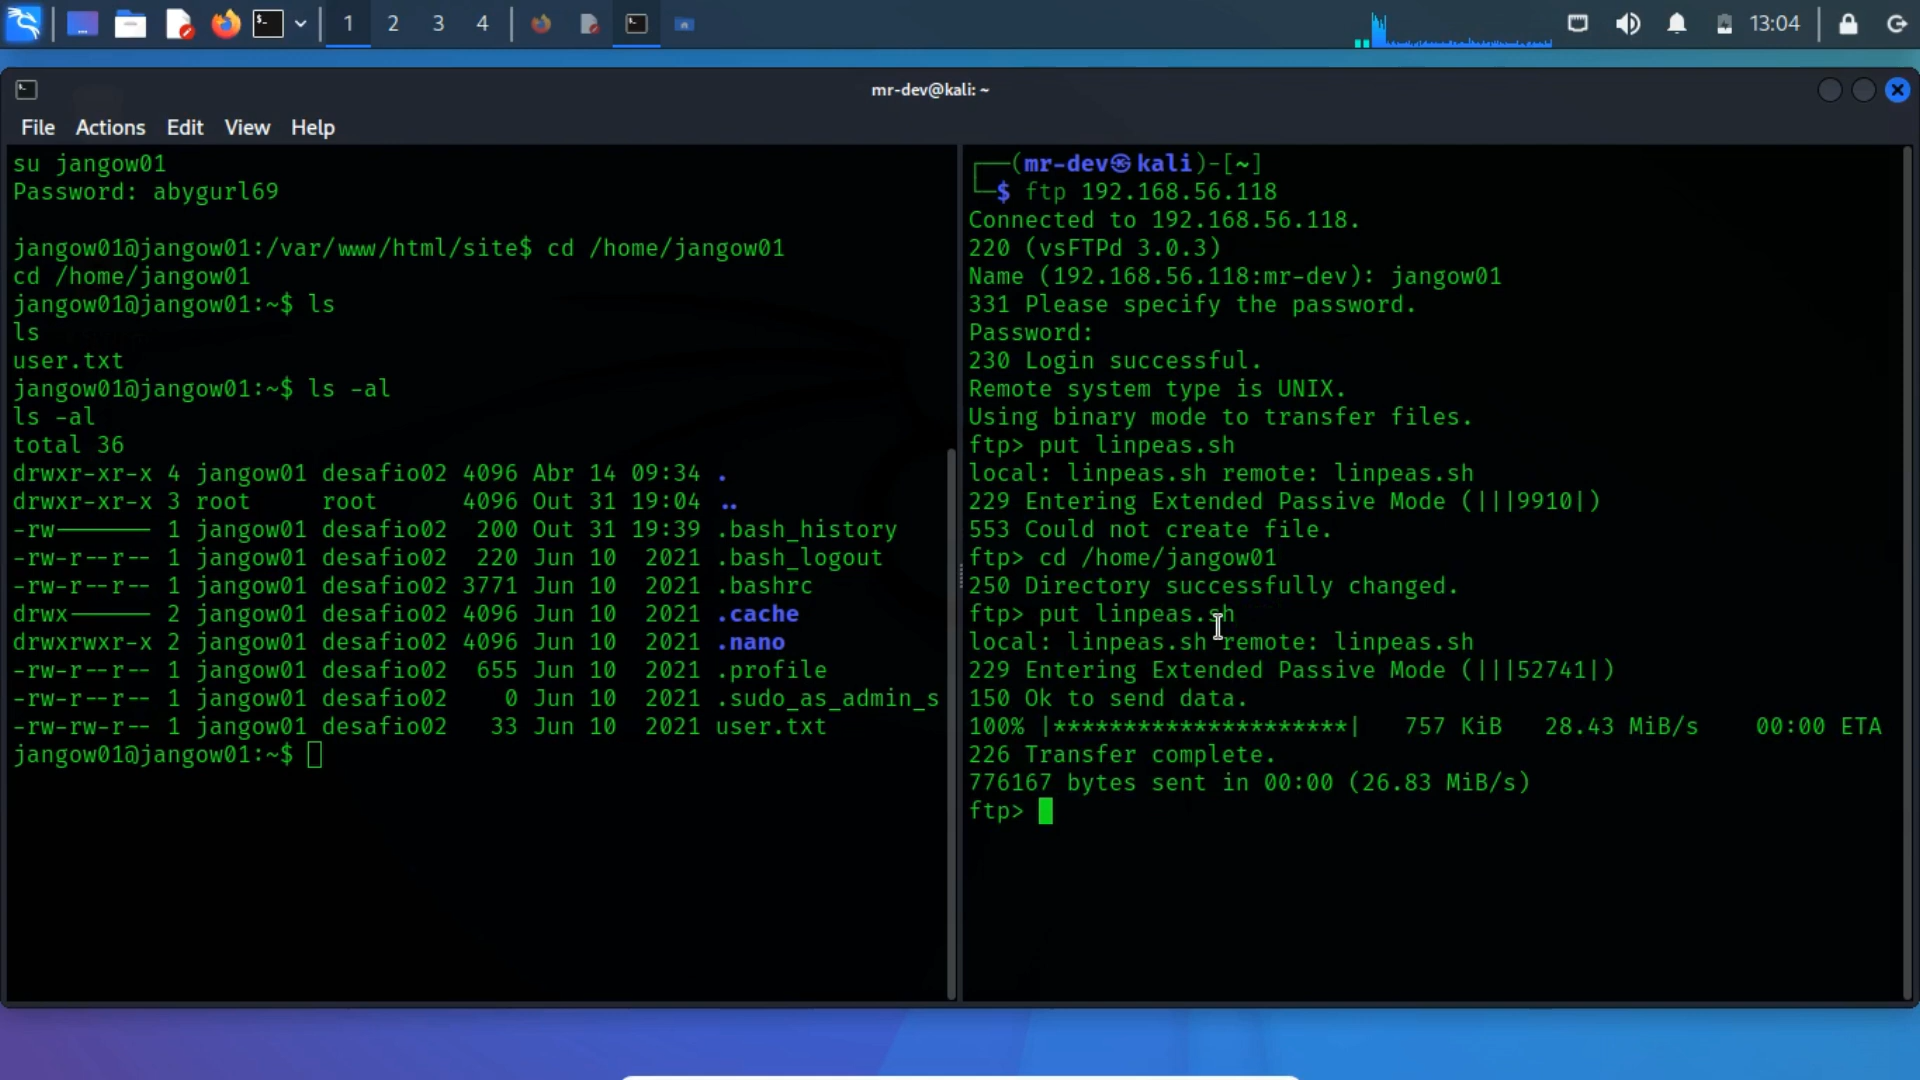 1 2 3 4
13:04
mr-dev@kali: ~
File Actions Edit View Help
su jangow01
Password: abygurl69
jangow01@jangow01:/var/www/html/site$ cd /home/jangow01
cd /home/jangow01
jangow01@jangow01:~$ ls
ls
user.txt
jangow01@jangow01:~$ ls -al
ls -al
total 36
drwxr-xr-x 4 jangow01 desafio02 4096 Abr 14 09:34 .
drwxr-xr-x 3 root root 4096 Out 31 19:04 ..
-rw------- 1 jangow01 desafio02 200 Out 31 19:39 .bash_history
-rw-r--r-- 1 jangow01 desafio02 220 Jun 10 2021 .bash_logout
-rw-r--r-- 1 jangow01 desafio02 3771 Jun 10 2021 .bashrc
drwx------ 2 jangow01 desafio02 4096 Jun 10 2021 .cache
drwxrwxr-x 2 jangow01 desafio02 4096 Jun 10 2021 .nano
-rw-r--r-- 1 jangow01 desafio02 655 Jun 10 2021 .profile
-rw-r--r-- 1 jangow01 desafio02 0 Jun 10 2021 .sudo_as_admin_s
-rw-rw-r-- 1 jangow01 desafio02 33 Jun 10 2021 user.txt
jangow01@jangow01:~$
┌──(mr-dev㉿kali)-[~]
└─$ ftp 192.168.56.118
Connected to 192.168.56.118.
220 (vsFTPd 3.0.3)
Name (192.168.56.118:mr-dev): jangow01
331 Please specify the password.
Password:
230 Login successful.
Remote system type is UNIX.
Using binary mode to transfer files.
ftp> put linpeas.sh
local: linpeas.sh remote: linpeas.sh
229 Entering Extended Passive Mode (|||9910|)
553 Could not create file.
ftp> cd /home/jangow01
250 Directory successfully changed.
ftp> put linpeas.sh
local: linpeas.sh remote: linpeas.sh
229 Entering Extended Passive Mode (|||52741|)
150 Ok to send data.
100% |*********************| 757 KiB 28.43 MiB/s 00:00 ETA
226 Transfer complete.
776167 bytes sent in 00:00 (26.83 MiB/s)
ftp>